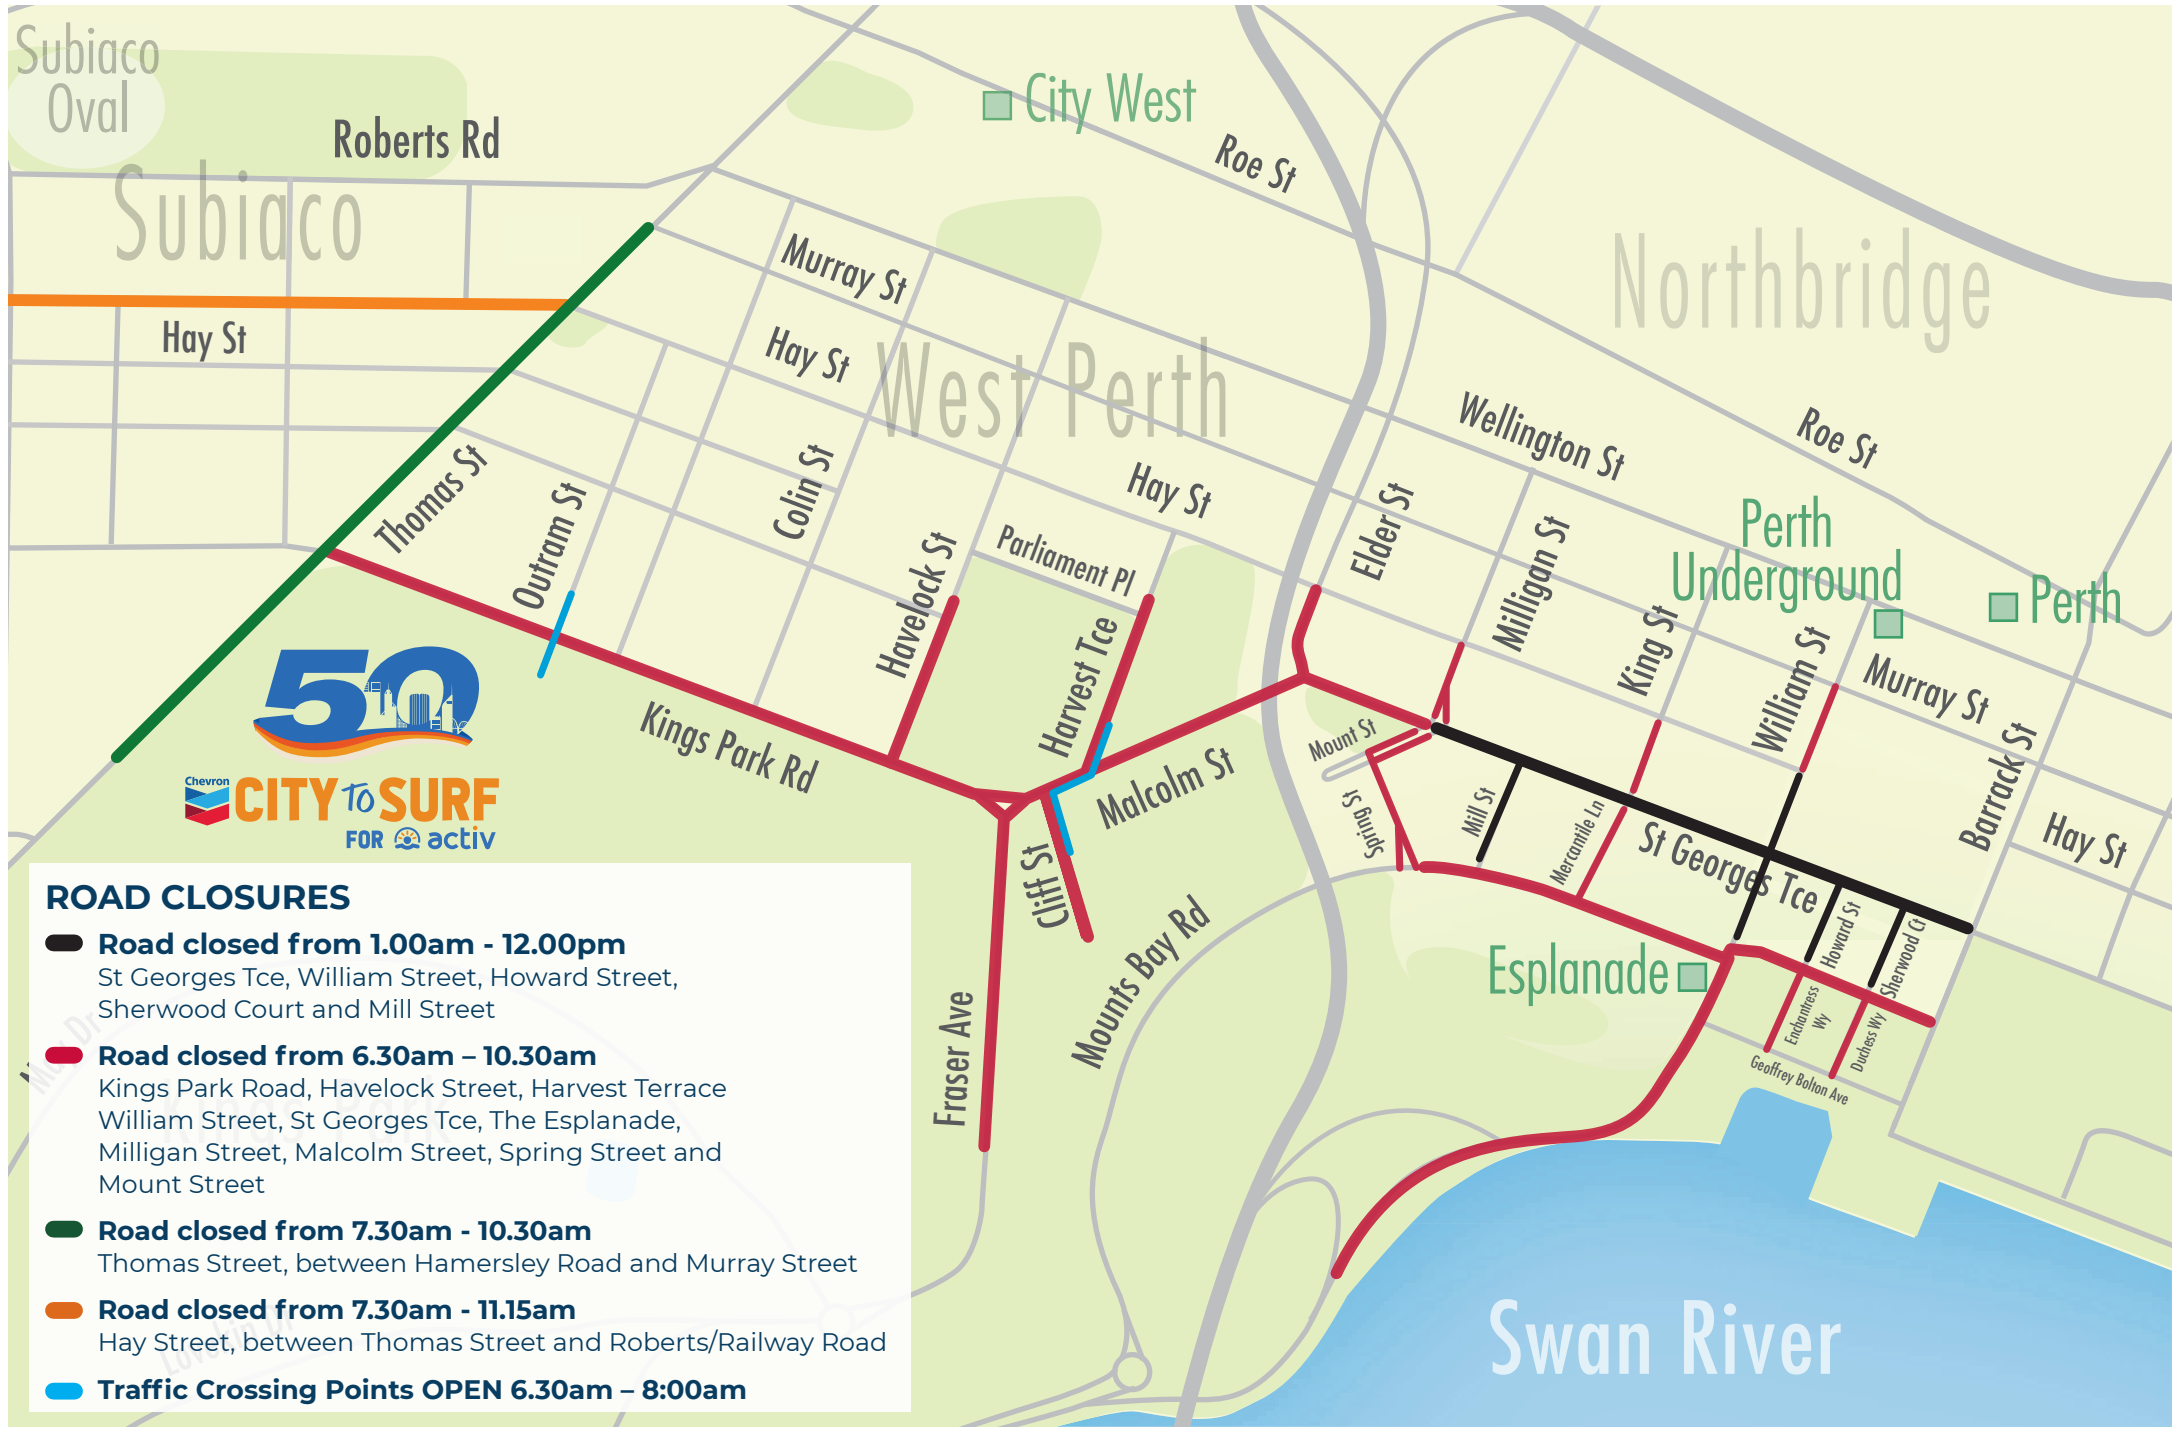 Subiaco
Oval
Roberts Rd
Subiaco
City West
Roe St
Northbridge
Murray St
Hay St
Hay St
West Perth
Wellington St
Roe St
Thomas St
Outram St
Colin St
Havelock St
Hay St
Parliament Pl
Harvest Tce
Elder St
Milligan St
King St
Perth
Underground
Perth
William St
Murray St
Barrack St
Hay St
Kings Park Rd
Malcolm St
Mount St
Spring St
Mill St
Mercantile Ln
St Georges Tce
Howard St
Sherwood Ct
Cliff St
Mounts Bay Rd
Fraser Ave
Esplanade
Enchantress
Wy
Duchess Wy
Geoffrey Bolton Ave
Swan River
50
Chevron
CITY TO SURF
FOR activ
ROAD CLOSURES
Road closed from 1.00am - 12.00pm
St Georges Tce, William Street, Howard Street,
Sherwood Court and Mill Street
Road closed from 6.30am – 10.30am
Kings Park Road, Havelock Street, Harvest Terrace
William Street, St Georges Tce, The Esplanade,
Milligan Street, Malcolm Street, Spring Street and
Mount Street
Road closed from 7.30am - 10.30am
Thomas Street, between Hamersley Road and Murray Street
Road closed from 7.30am - 11.15am
Hay Street, between Thomas Street and Roberts/Railway Road
Traffic Crossing Points OPEN 6.30am – 8:00am
Kings Park
Dr